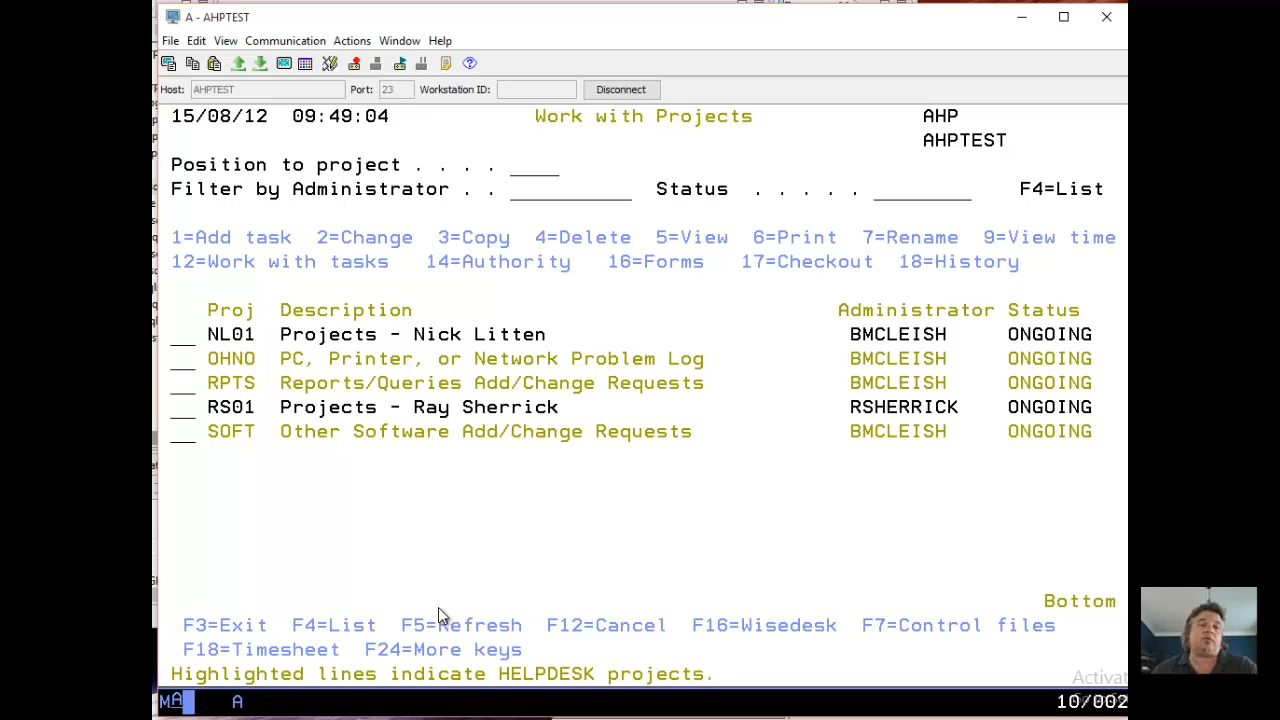 A - AHPTEST
File Edit View Communication Actions Window Help
Host: AHPTEST Port: 23 Workstation ID: Disconnect
15/08/12 09:49:04 Work with Projects AHP
AHPTEST
Position to project . . . .
Filter by Administrator . . Status . . . . . F4=List
1=Add task 2=Change 3=Copy 4=Delete 5=View 6=Print 7=Rename 9=View time
12=Work with tasks 14=Authority 16=Forms 17=Checkout 18=History
Proj Description Administrator Status
NL01 Projects - Nick Litten BMCLEISH ONGOING
OHNO PC, Printer, or Network Problem Log BMCLEISH ONGOING
RPTS Reports/Queries Add/Change Requests BMCLEISH ONGOING
RS01 Projects - Ray Sherrick RSHERRICK ONGOING
SOFT Other Software Add/Change Requests BMCLEISH ONGOING
Bottom
F3=Exit F4=List F5=Refresh F12=Cancel F16=Wisedesk F7=Control files
F18=Timesheet F24=More keys
Highlighted lines indicate HELPDESK projects.
Activat
MA A 10/002